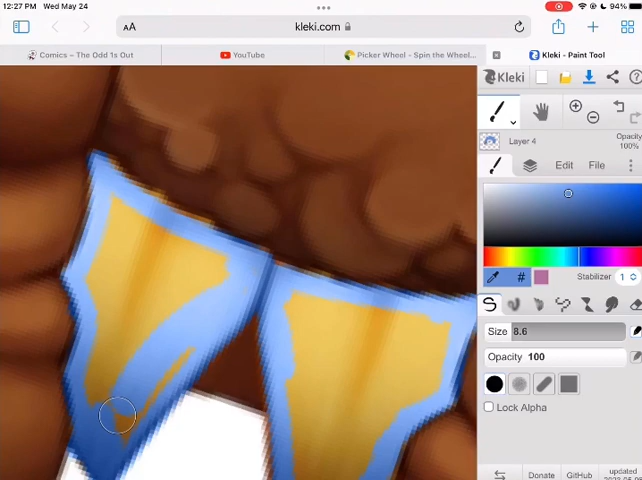 12:27 PM Wed May 24
94%
AA
kleki.com
Comics – The Odd 1s Out
YouTube
Picker Wheel - Spin the Wheel...
Kleki - Paint Tool
Kleki
Layer 4
Opacity
100%
Edit
File
#
Stabilizer
1
Size 8.6
Opacity 100
Lock Alpha
Donate
GitHub
updated